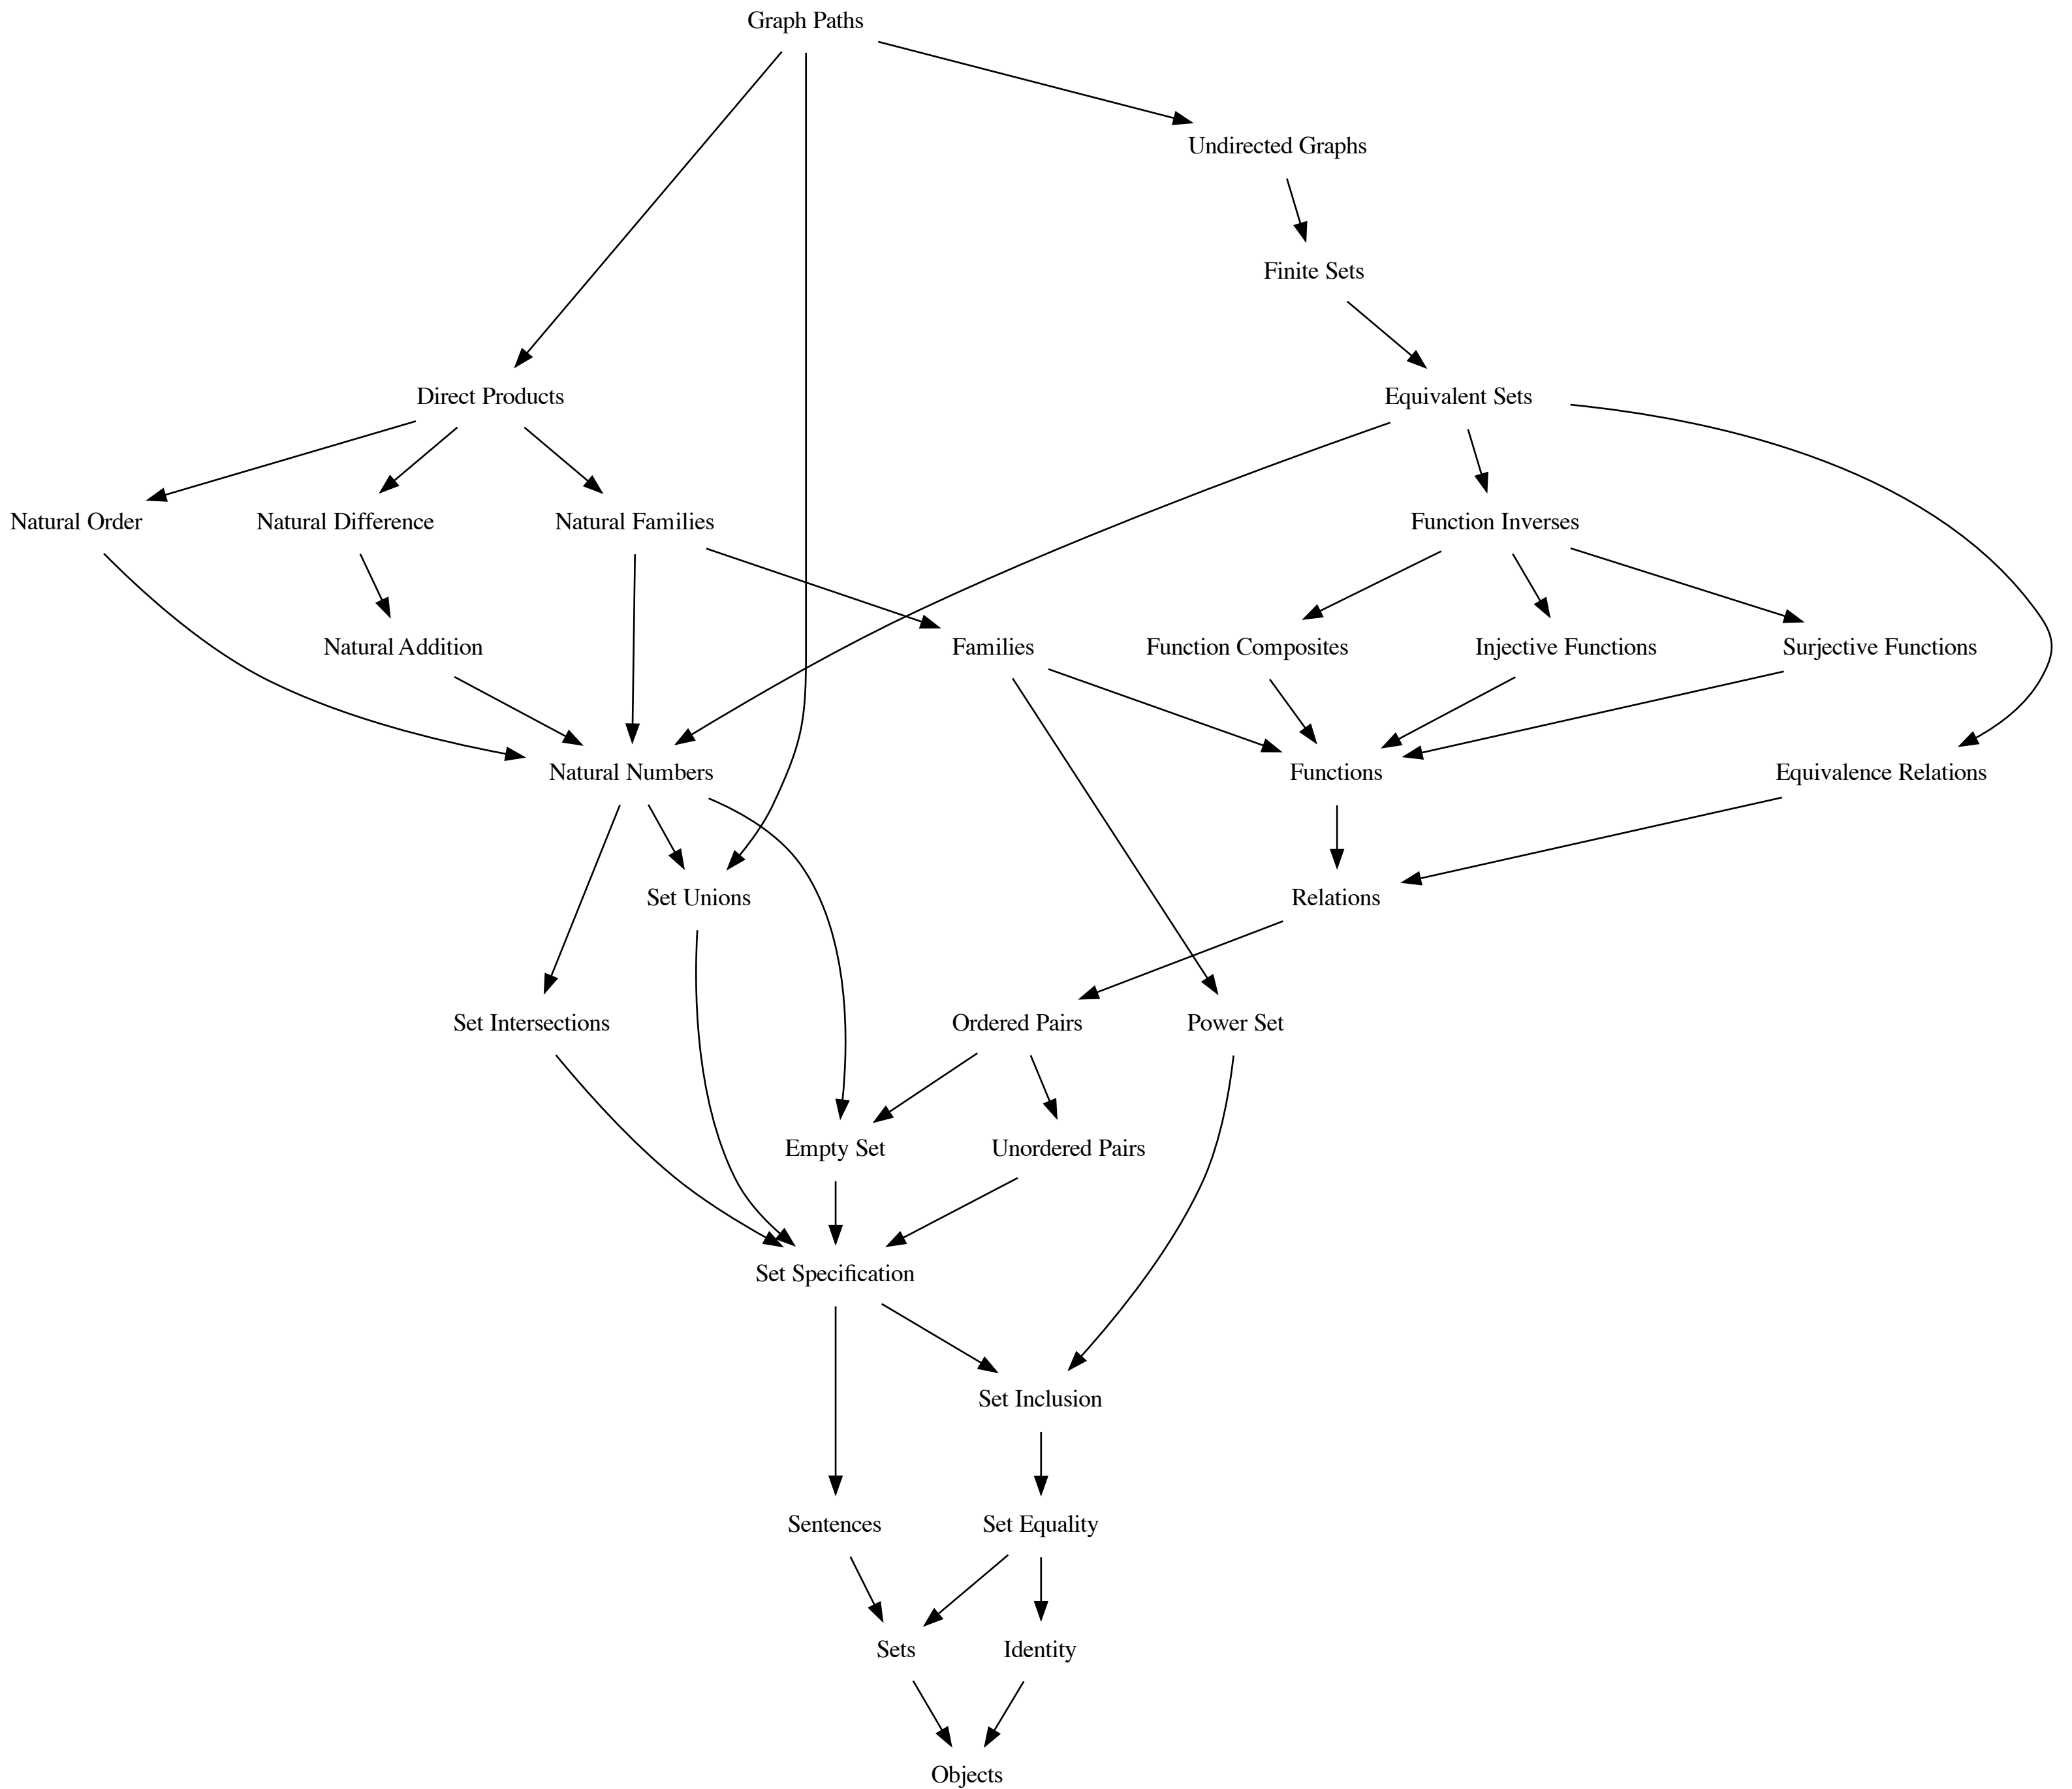 Graph Paths
Undirected Graphs
Finite Sets
Direct Products
Equivalent Sets
Natural Order
Natural Difference
Natural Families
Function Inverses
Natural Addition
Families
Function Composites
Injective Functions
Surjective Functions
Natural Numbers
Functions
Equivalence Relations
Set Unions
Relations
Set Intersections
Ordered Pairs
Power Set
Empty Set
Unordered Pairs
Set Specification
Set Inclusion
Sentences
Set Equality
Sets
Identity
Objects